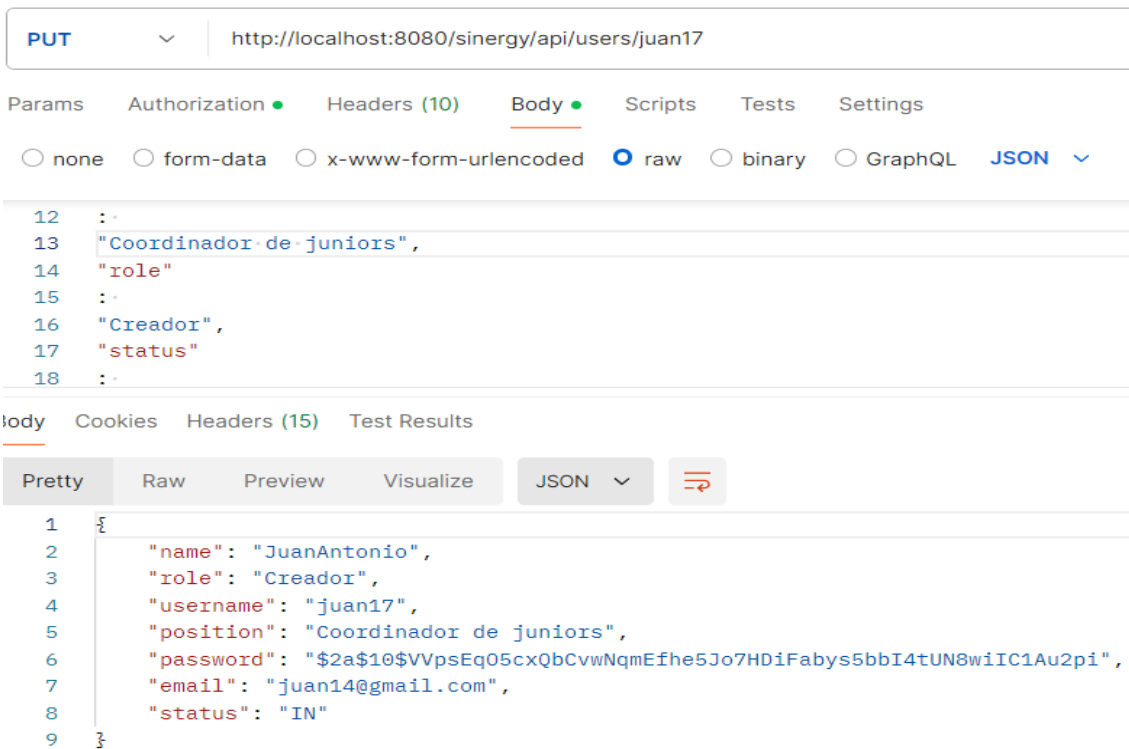 PUT http://localhost:8080/sinergy/api/users/juan17
Params Authorization Headers (10) Body Scripts Tests Settings
none form-data x-www-form-urlencoded raw binary GraphQL JSON
12 :
13 "Coordinador de juniors",
14 "role"
15 :
16 "Creador",
17 "status"
18 :
Body Cookies Headers (15) Test Results
Pretty Raw Preview Visualize JSON
1 {
2 "name": "JuanAntonio",
3 "role": "Creador",
4 "username": "juan17",
5 "position": "Coordinador de juniors",
6 "password": "$2a$10$VVpsEqO5cxQbCvwNqmEfhe5Jo7HDiFabys5bbI4tUN8wiIC1Au2pi",
7 "email": "juan14@gmail.com",
8 "status": "IN"
9 }